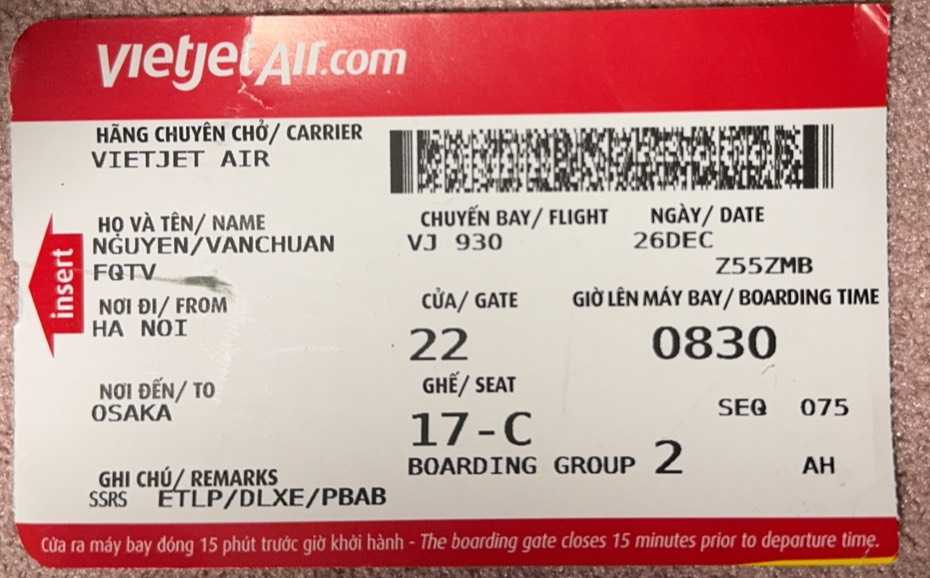 vietjetAir.com
HÃNG CHUYÊN CHỞ/ CARRIER
VIETJET AIR
HỌ VÀ TÊN/ NAME
NGUYEN/VANCHUAN
FQTV
CHUYẾN BAY/ FLIGHT
VJ 930
NGÀY/ DATE
26DEC
Z55ZMB
insert
NƠI ĐI/ FROM
HA NOI
CỬA/ GATE
22
GIỜ LÊN MÁY BAY/ BOARDING TIME
0830
NƠI ĐẾN/ TO
OSAKA
GHẾ/ SEAT
17-C
SEQ 075
BOARDING GROUP 2
AH
GHI CHÚ/ REMARKS
SSRS ETLP/DLXE/PBAB
Cửa ra máy bay đóng 15 phút trước giờ khởi hành - The boarding gate closes 15 minutes prior to departure time.